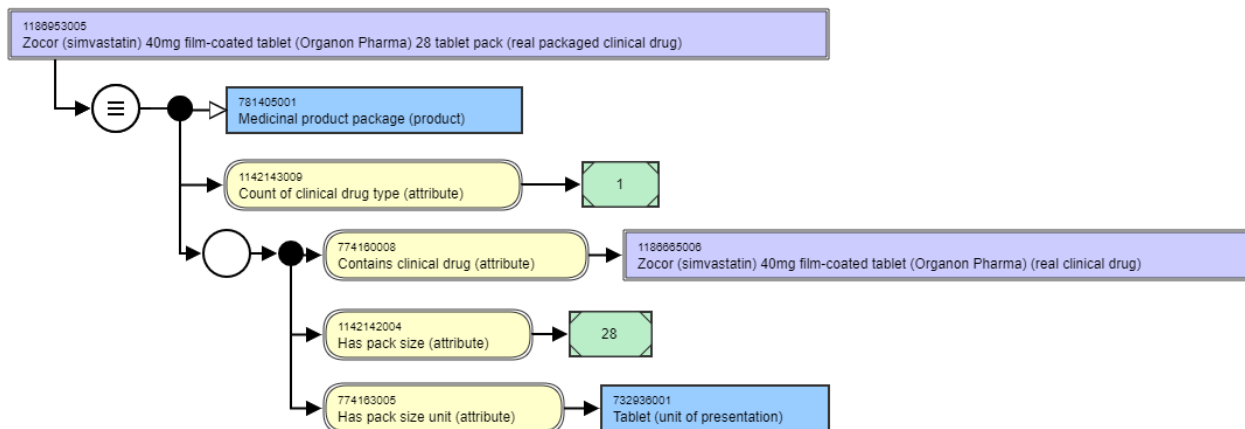 1186953005
Zocor (simvastatin) 40mg film-coated tablet (Organon Pharma) 28 tablet pack (real packaged clinical drug)
781405001
Medicinal product package (product)
1142143009
Count of clinical drug type (attribute)
1
774160008
Contains clinical drug (attribute)
1186665006
Zocor (simvastatin) 40mg film-coated tablet (Organon Pharma) (real clinical drug)
1142142004
Has pack size (attribute)
28
774163005
Has pack size unit (attribute)
732936001
Tablet (unit of presentation)